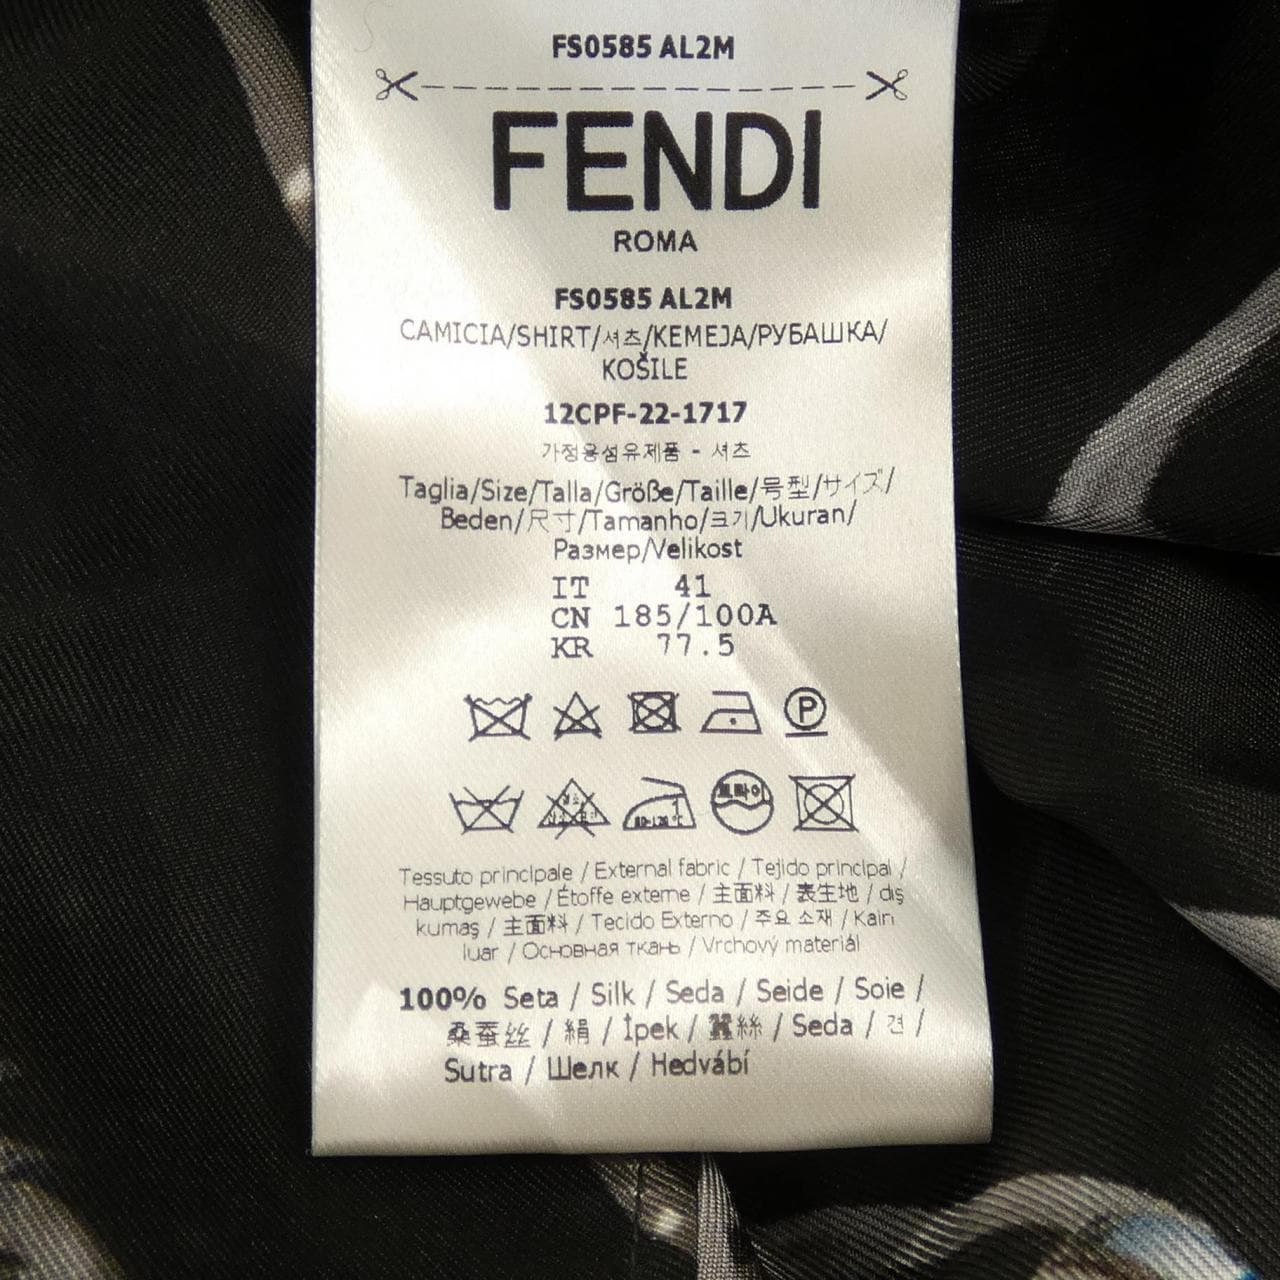 FS0585 AL2M
FENDI
ROMA
FS0585 AL2M
CAMICIA/SHIRT/셔츠/KEMEJA/РУБАШКА/
KOŠILE
12CPF-22-1717
가정용섬유제품 - 셔츠
Taglia/Size/Talla/Größe/Taille/号型/サイズ/
Beden/尺寸/Tamanho/크기/Ukuran/
Размер/Velikost
IT 41
CN 185/100A
KR 77.5
P
드라이
80-120℃
Tessuto principale / External fabric / Tejido principal /
Hauptgewebe / Étoffe externe / 主面料 / 表生地 / dış
kumaş / 主面料 / Tecido Externo / 주요 소재 / Kain
luar / Основная ткань / Vrchový materiál
100% Seta / Silk / Seda / Seide / Soie /
桑蚕丝 / 絹 / İpek / 蠶絲 / Seda / 견 /
Sutra / Шелк / Hedvábí